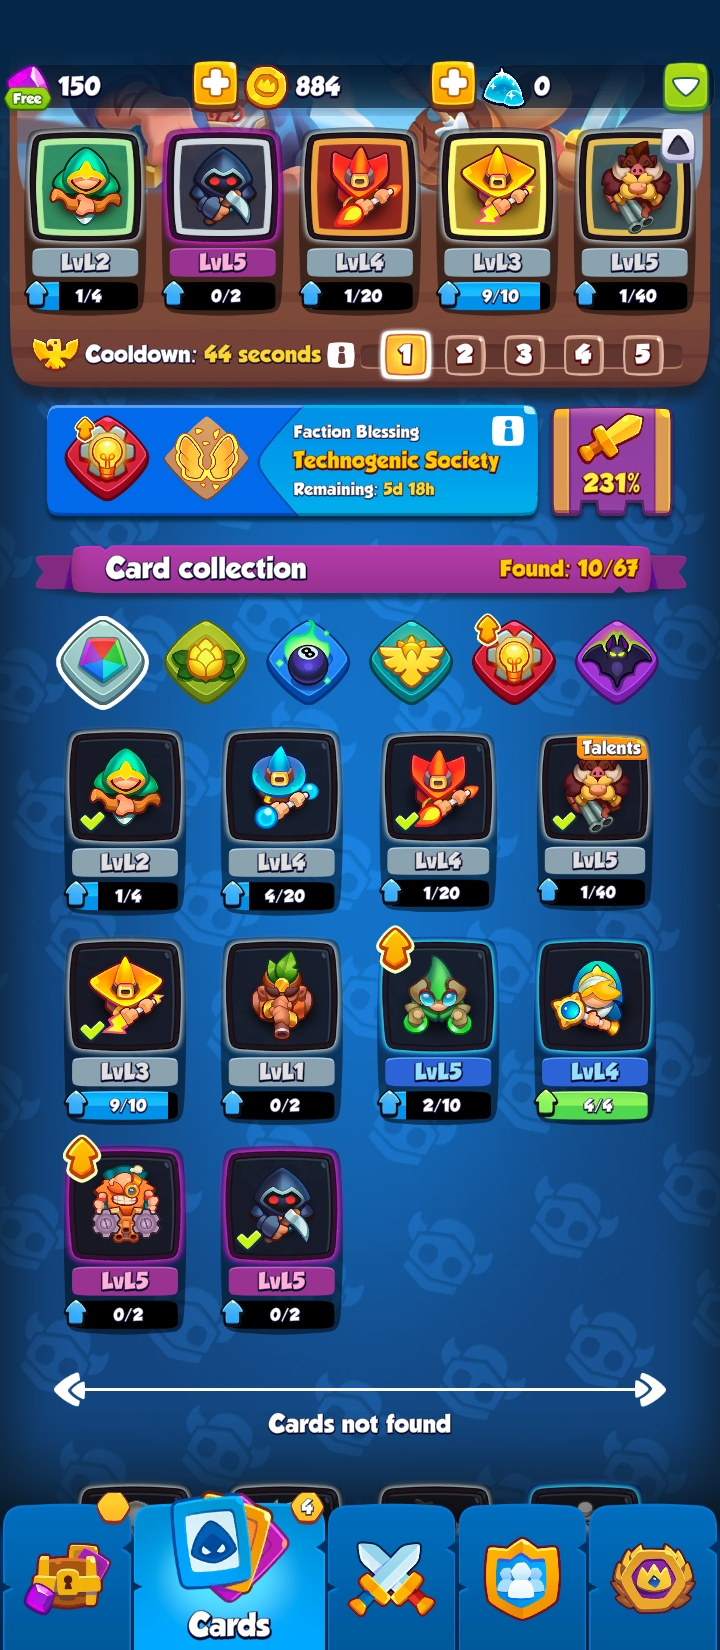 Free 150 884 0
LvL2 LvL5 LvL4 LvL3 LvL5
1/4 0/2 1/20 9/10 1/40
Cooldown: 44 seconds i 1 2 3 4 5
Faction Blessing
Technogenic Society
Remaining: 5d 18h
231%
Card collection Found: 10/67
8
Talents
LvL2 LvL4 LvL4 LvL5
1/4 4/20 1/20 1/40
LvL3 LvL1 LvL5 LvL4
9/10 0/2 2/10 4/4
LvL5 LvL5
0/2 0/2
Cards not found
4
Cards